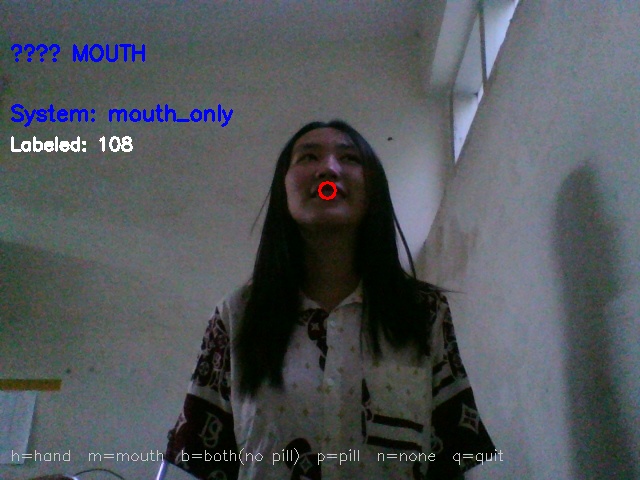 ???? MOUTH
System: mouth_only
Labeled: 108
h=hand m=mouth b=both(no pill) p=pill n=none q=quit